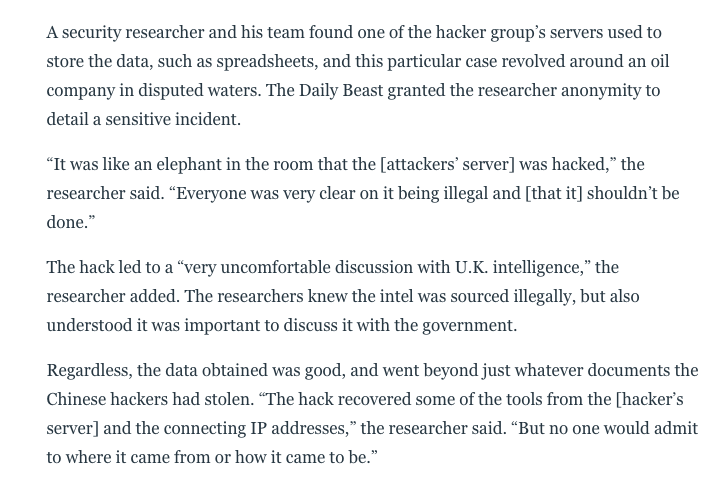 A security researcher and his team found one of the hacker group’s servers used to
store the data, such as spreadsheets, and this particular case revolved around an oil
company in disputed waters. The Daily Beast granted the researcher anonymity to
detail a sensitive incident.
“It was like an elephant in the room that the [attackers’ server] was hacked,” the
researcher said. “Everyone was very clear on it being illegal and [that it] shouldn’t be
done.”
The hack led to a “very uncomfortable discussion with U.K. intelligence,” the
researcher added. The researchers knew the intel was sourced illegally, but also
understood it was important to discuss it with the government.
Regardless, the data obtained was good, and went beyond just whatever documents the
Chinese hackers had stolen. “The hack recovered some of the tools from the [hacker’s
server] and the connecting IP addresses,” the researcher said. “But no one would admit
to where it came from or how it came to be.”